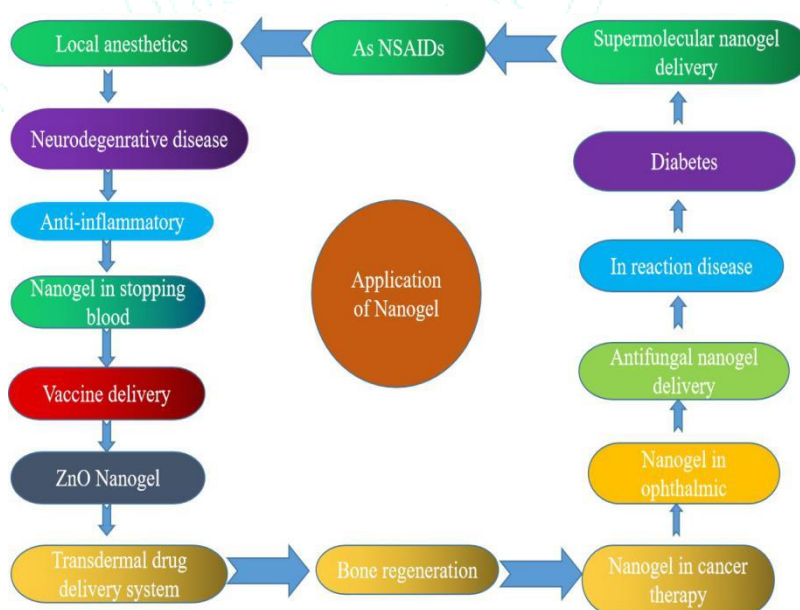 Local anesthetics
As NSAIDs
Supermolecular nanogel
delivery
Neurodegenrative disease
Diabetes
Anti-inflammatory
In reaction disease
Nanogel in stopping
blood
Application
of Nanogel
Vaccine delivery
Antifungal nanogel
delivery
ZnO Nanogel
Nanogel in
ophthalmic
Transdermal drug
delivery system
Bone regeneration
Nanogel in cancer
therapy